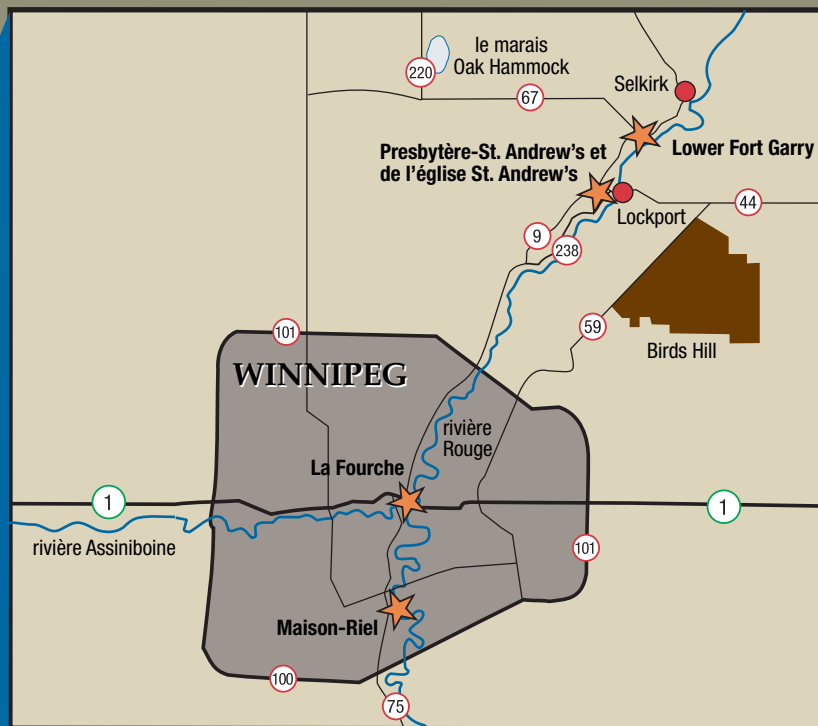 le marais
Oak Hammock
220
67
Selkirk
Presbytère-St. Andrew's et
de l'église St. Andrew's
Lower Fort Garry
Lockport
44
9
238
59
Birds Hill
101
WINNIPEG
rivière
Rouge
La Fourche
1
1
rivière Assiniboine
101
Maison-Riel
100
75